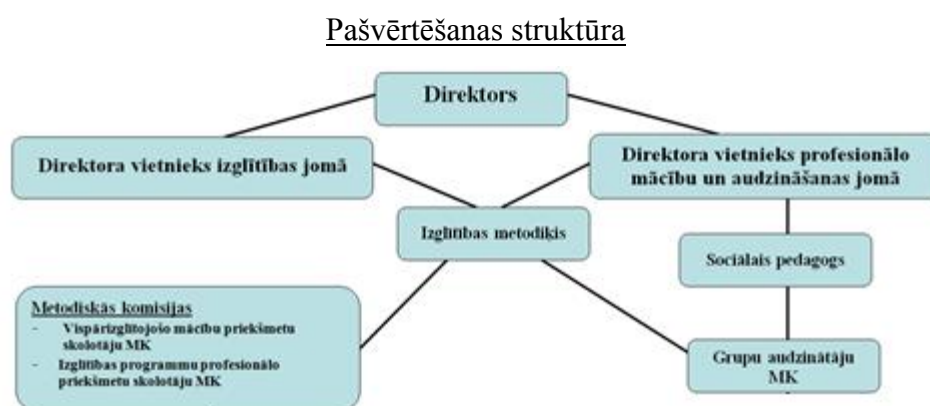 Pašvērtēšanas struktūra
Direktors
Direktora vietnieks izglītības jomā
Direktora vietnieks profesionālo
mācību un audzināšanas jomā
Izglītības metodiķis
Sociālais pedagogs
Metodiskās komisijas
- Vispārizglītojošo mācību priekšmetu
skolotāju MK
- Izglītības programmu profesionālo
priekšmetu skolotāju MK
Grupu audzinātāju
MK